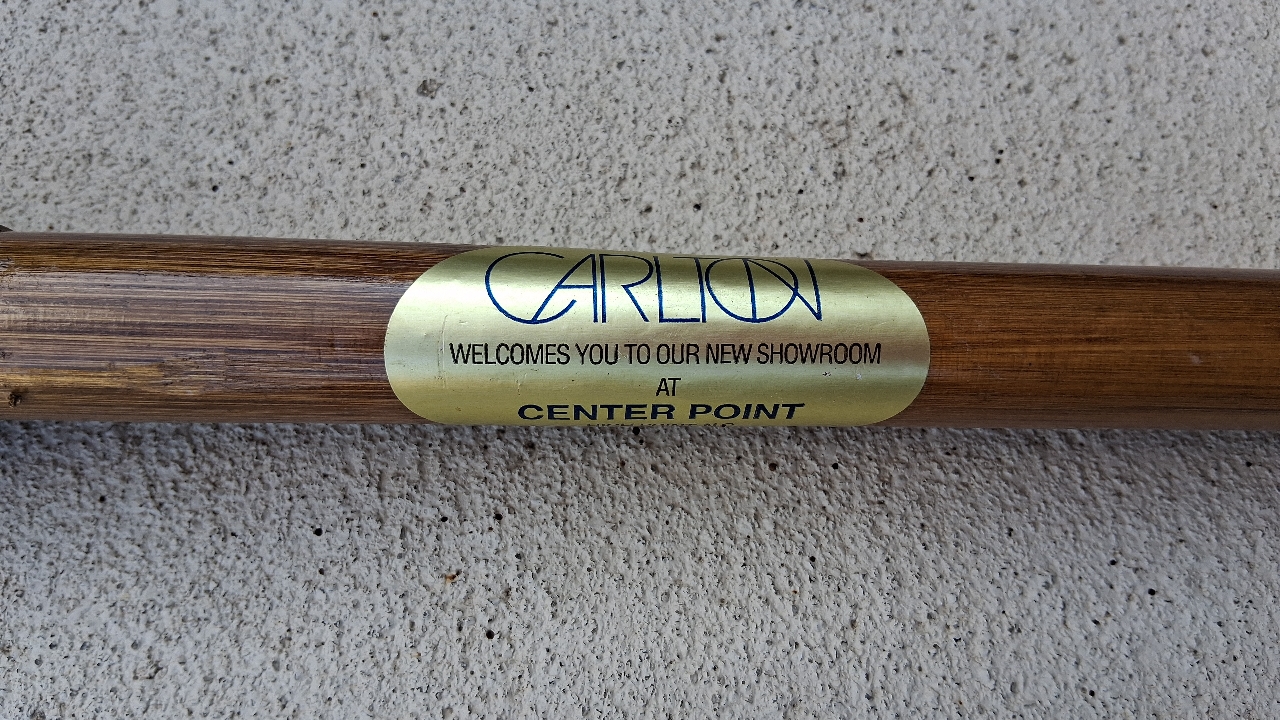 CARLTON
WELCOMES YOU TO OUR NEW SHOWROOM
AT
CENTER POINT